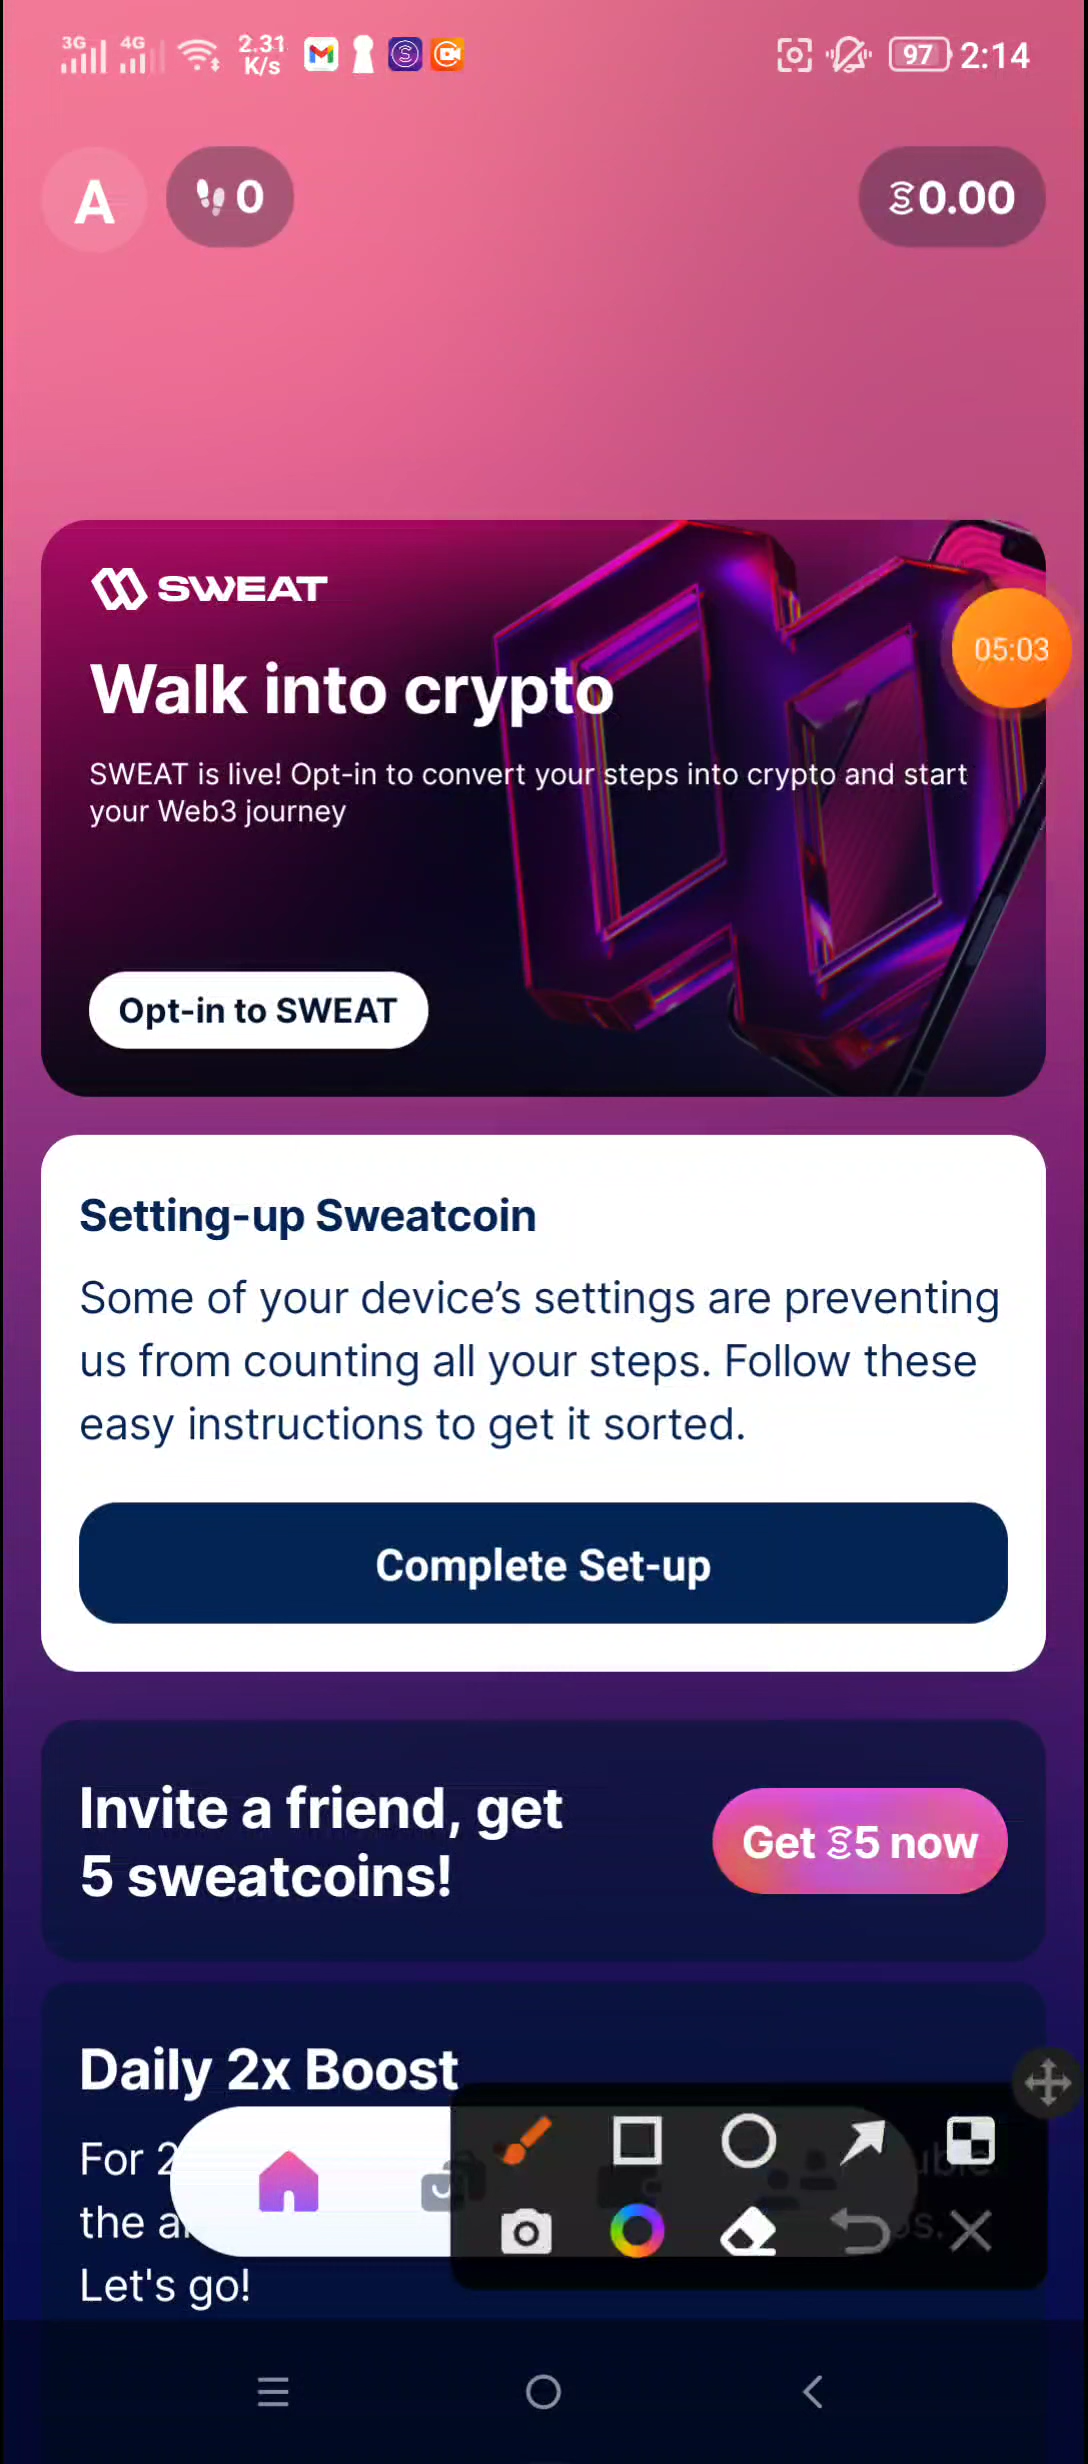 3G 4G 2.31 K/s 97 2:14
A 0 0.00
SWEAT
Walk into crypto
05:03
SWEAT is live! Opt-in to convert your steps into crypto and start
your Web3 journey
Opt-in to SWEAT
Setting-up Sweatcoin
Some of your device’s settings are preventing
us from counting all your steps. Follow these
easy instructions to get it sorted.
Complete Set-up
Invite a friend, get
5 sweatcoins!
Get S5 now
Daily 2x Boost
For 2
the a
Let's go!